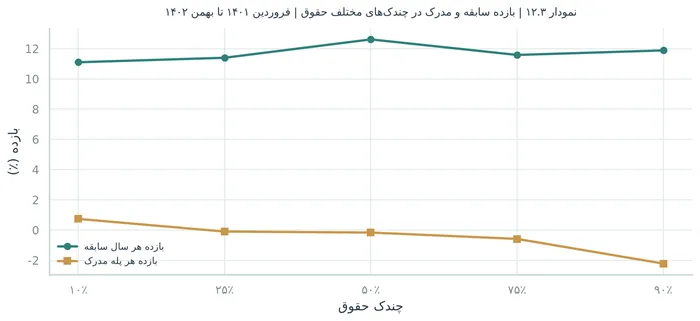 نمودار ۱۲.۳ | بازده سابقه و مدرک در چندک‌های مختلف حقوق | فروردین ۱۴۰۱ تا بهمن ۱۴۰۲
بازده (٪)
12
10
8
6
4
2
0
-2
بازده هر سال سابقه
بازده هر پله مدرک
۱۰٪
۲۵٪
۵۰٪
۷۵٪
۹۰٪
چندک حقوق